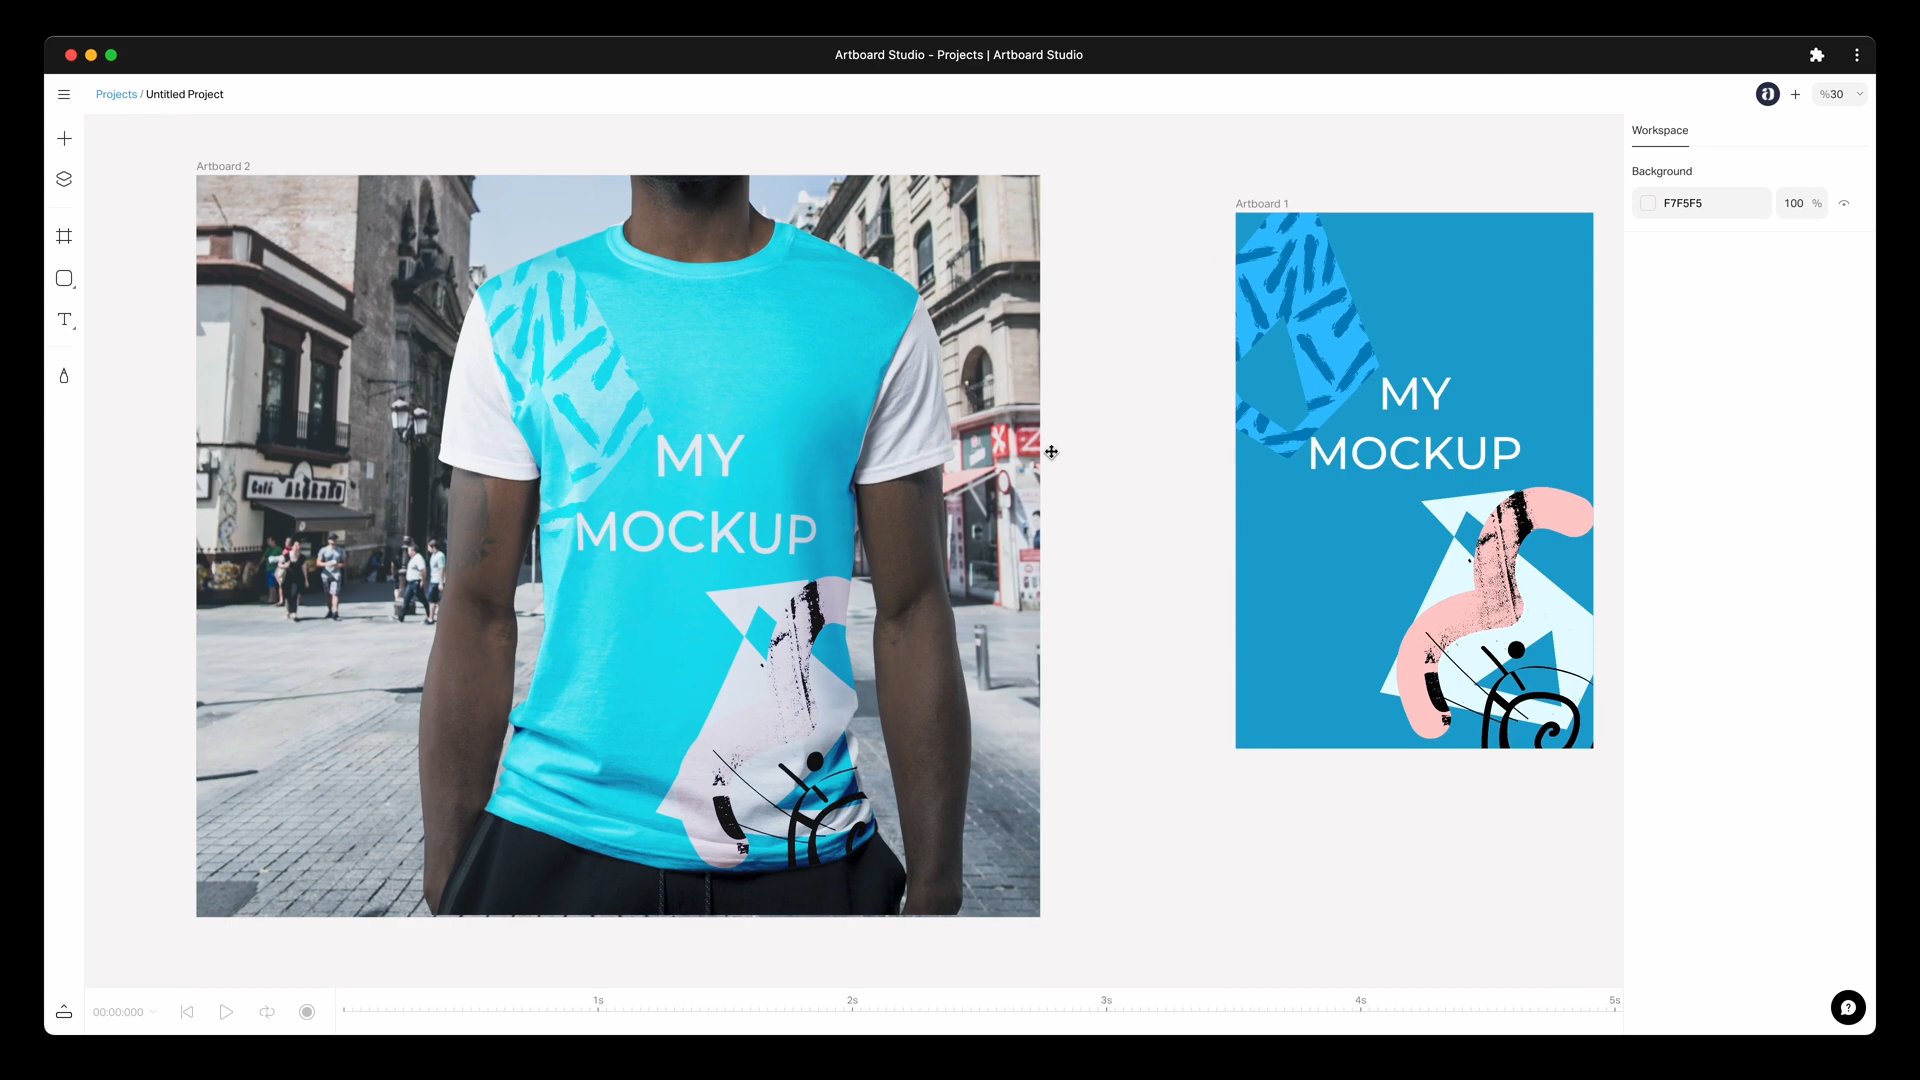 Artboard Studio - Projects | Artboard Studio
Projects / Untitled Project
%30
Workspace
Background
F7F5F5
100 %
Artboard 2
Artboard 1
MY
MOCKUP
Café
MY
MOCKUP
T
00:00:000
1s
2s
3s
4s
5s